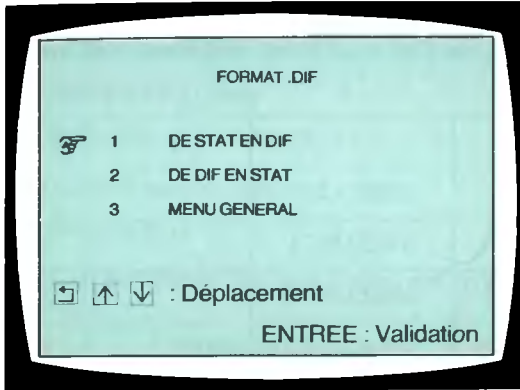 FORMAT .DIF
1 DE STAT EN DIF
2 DE DIF EN STAT
3 MENU GENERAL
: Déplacement
ENTREE : Validation